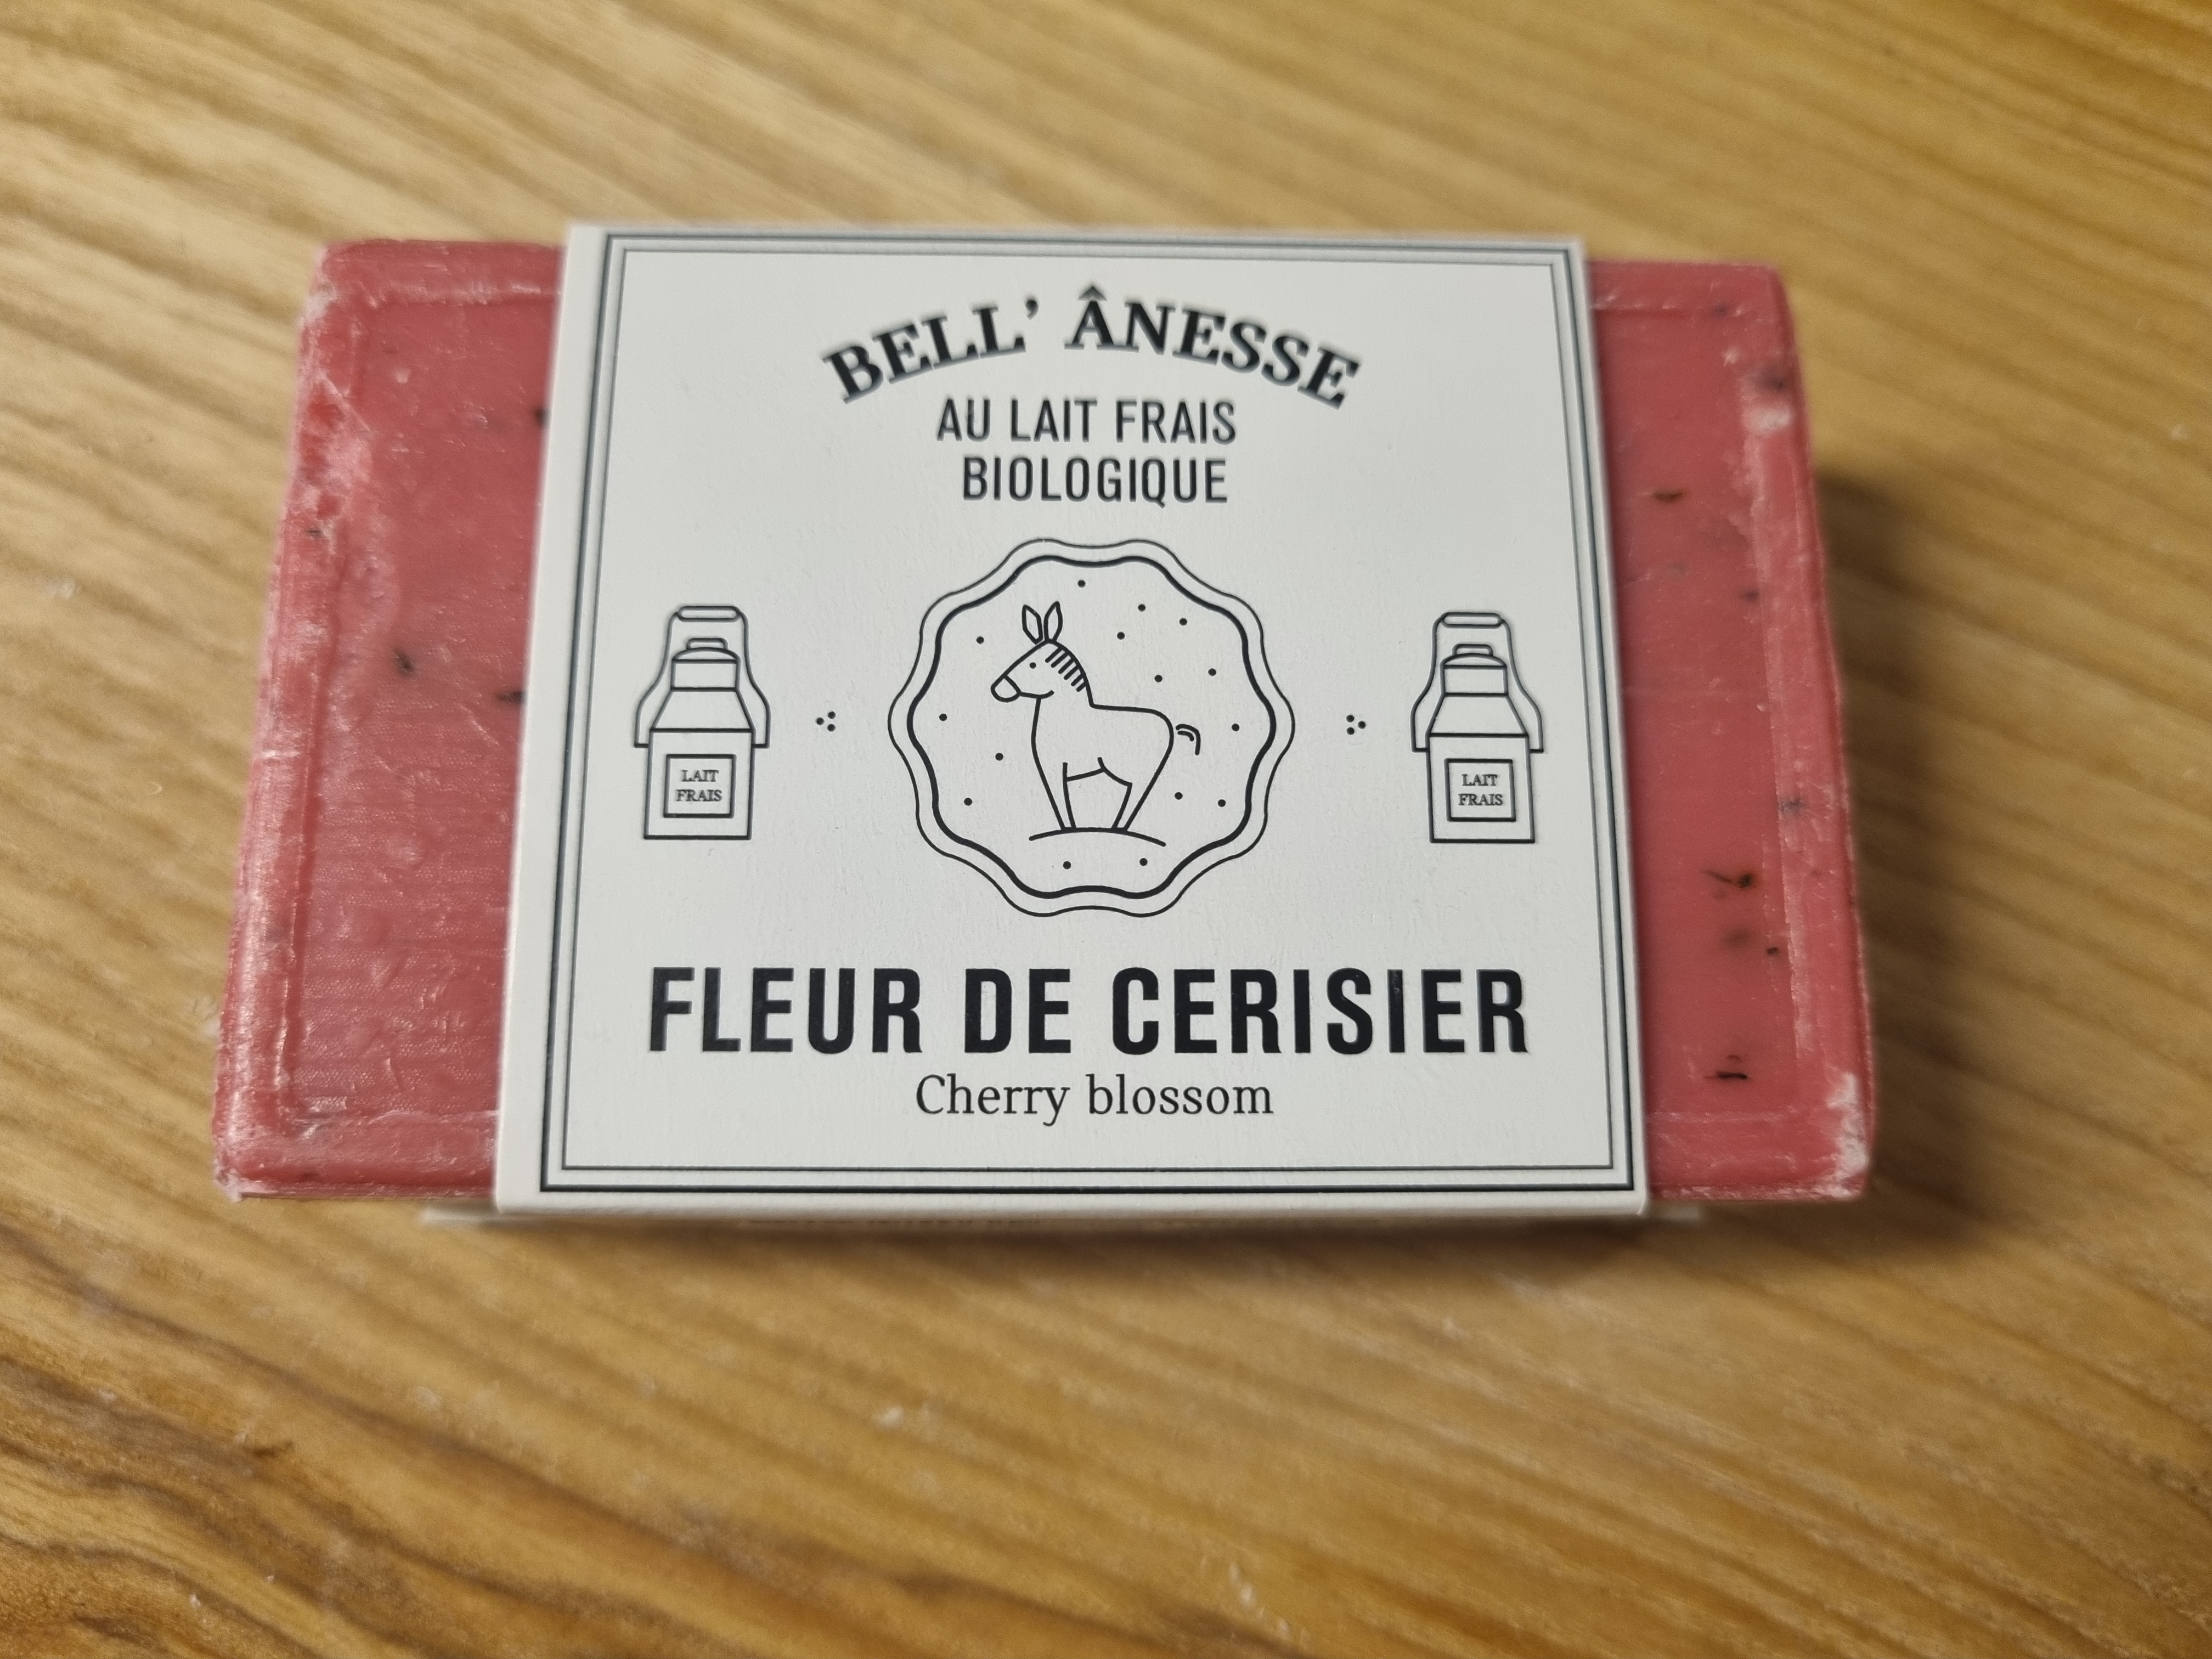 BELL' ÂNESSE
AU LAIT FRAIS
BIOLOGIQUE
LAIT
FRAIS
LAIT
FRAIS
FLEUR DE CERISIER
Cherry blossom